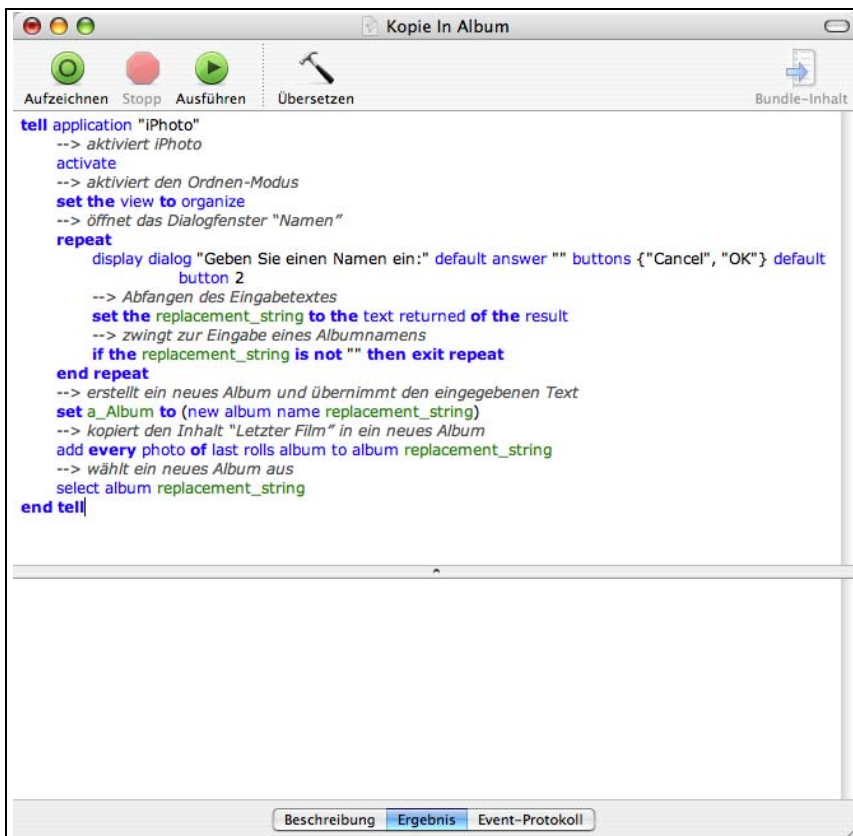 Kopie In Album
Aufzeichnen Stopp Ausführen Übersetzen Bundle-Inhalt
tell application "iPhoto"
--> aktiviert iPhoto
activate
--> aktiviert den Ordnen-Modus
set the view to organize
--> öffnet das Dialogfenster “Namen”
repeat
display dialog "Geben Sie einen Namen ein:" default answer "" buttons {"Cancel", "OK"} default
button 2
--> Abfangen des Eingabetextes
set the replacement_string to the text returned of the result
--> zwingt zur Eingabe eines Albumnamens
if the replacement_string is not "" then exit repeat
end repeat
--> erstellt ein neues Album und übernimmt den eingegebenen Text
set a_Album to (new album name replacement_string)
--> kopiert den Inhalt “Letzter Film” in ein neues Album
add every photo of last rolls album to album replacement_string
--> wählt ein neues Album aus
select album replacement_string
end tell
Beschreibung Ergebnis Event-Protokoll